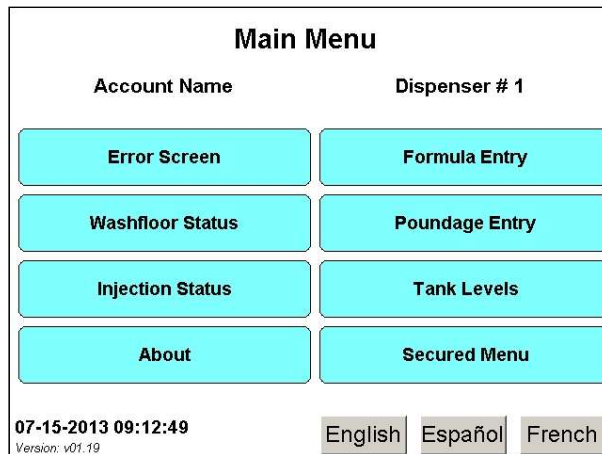 Main Menu
Account Name Dispenser # 1
Error Screen Formula Entry
Washfloor Status Poundage Entry
Injection Status Tank Levels
About Secured Menu
07-15-2013 09:12:49 English Español French
Version: v01.19